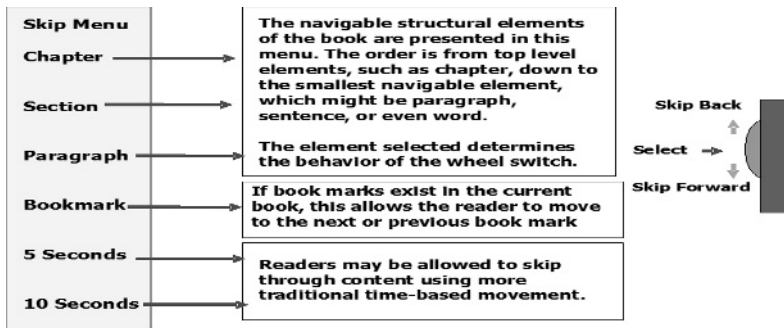 Skip Menu
Chapter
Section
Paragraph
Bookmark
5 Seconds
10 Seconds
The navigable structural elements
of the book are presented in this
menu. The order is from top level
elements, such as chapter, down to
the smallest navigable element,
which might be paragraph,
sentence, or even word.
The element selected determines
the behavior of the wheel switch.
If book marks exist in the current
book, this allows the reader to move
to the next or previous book mark
Readers may be allowed to skip
through content using more
traditional time-based movement.
Skip Back
Select
Skip Forward